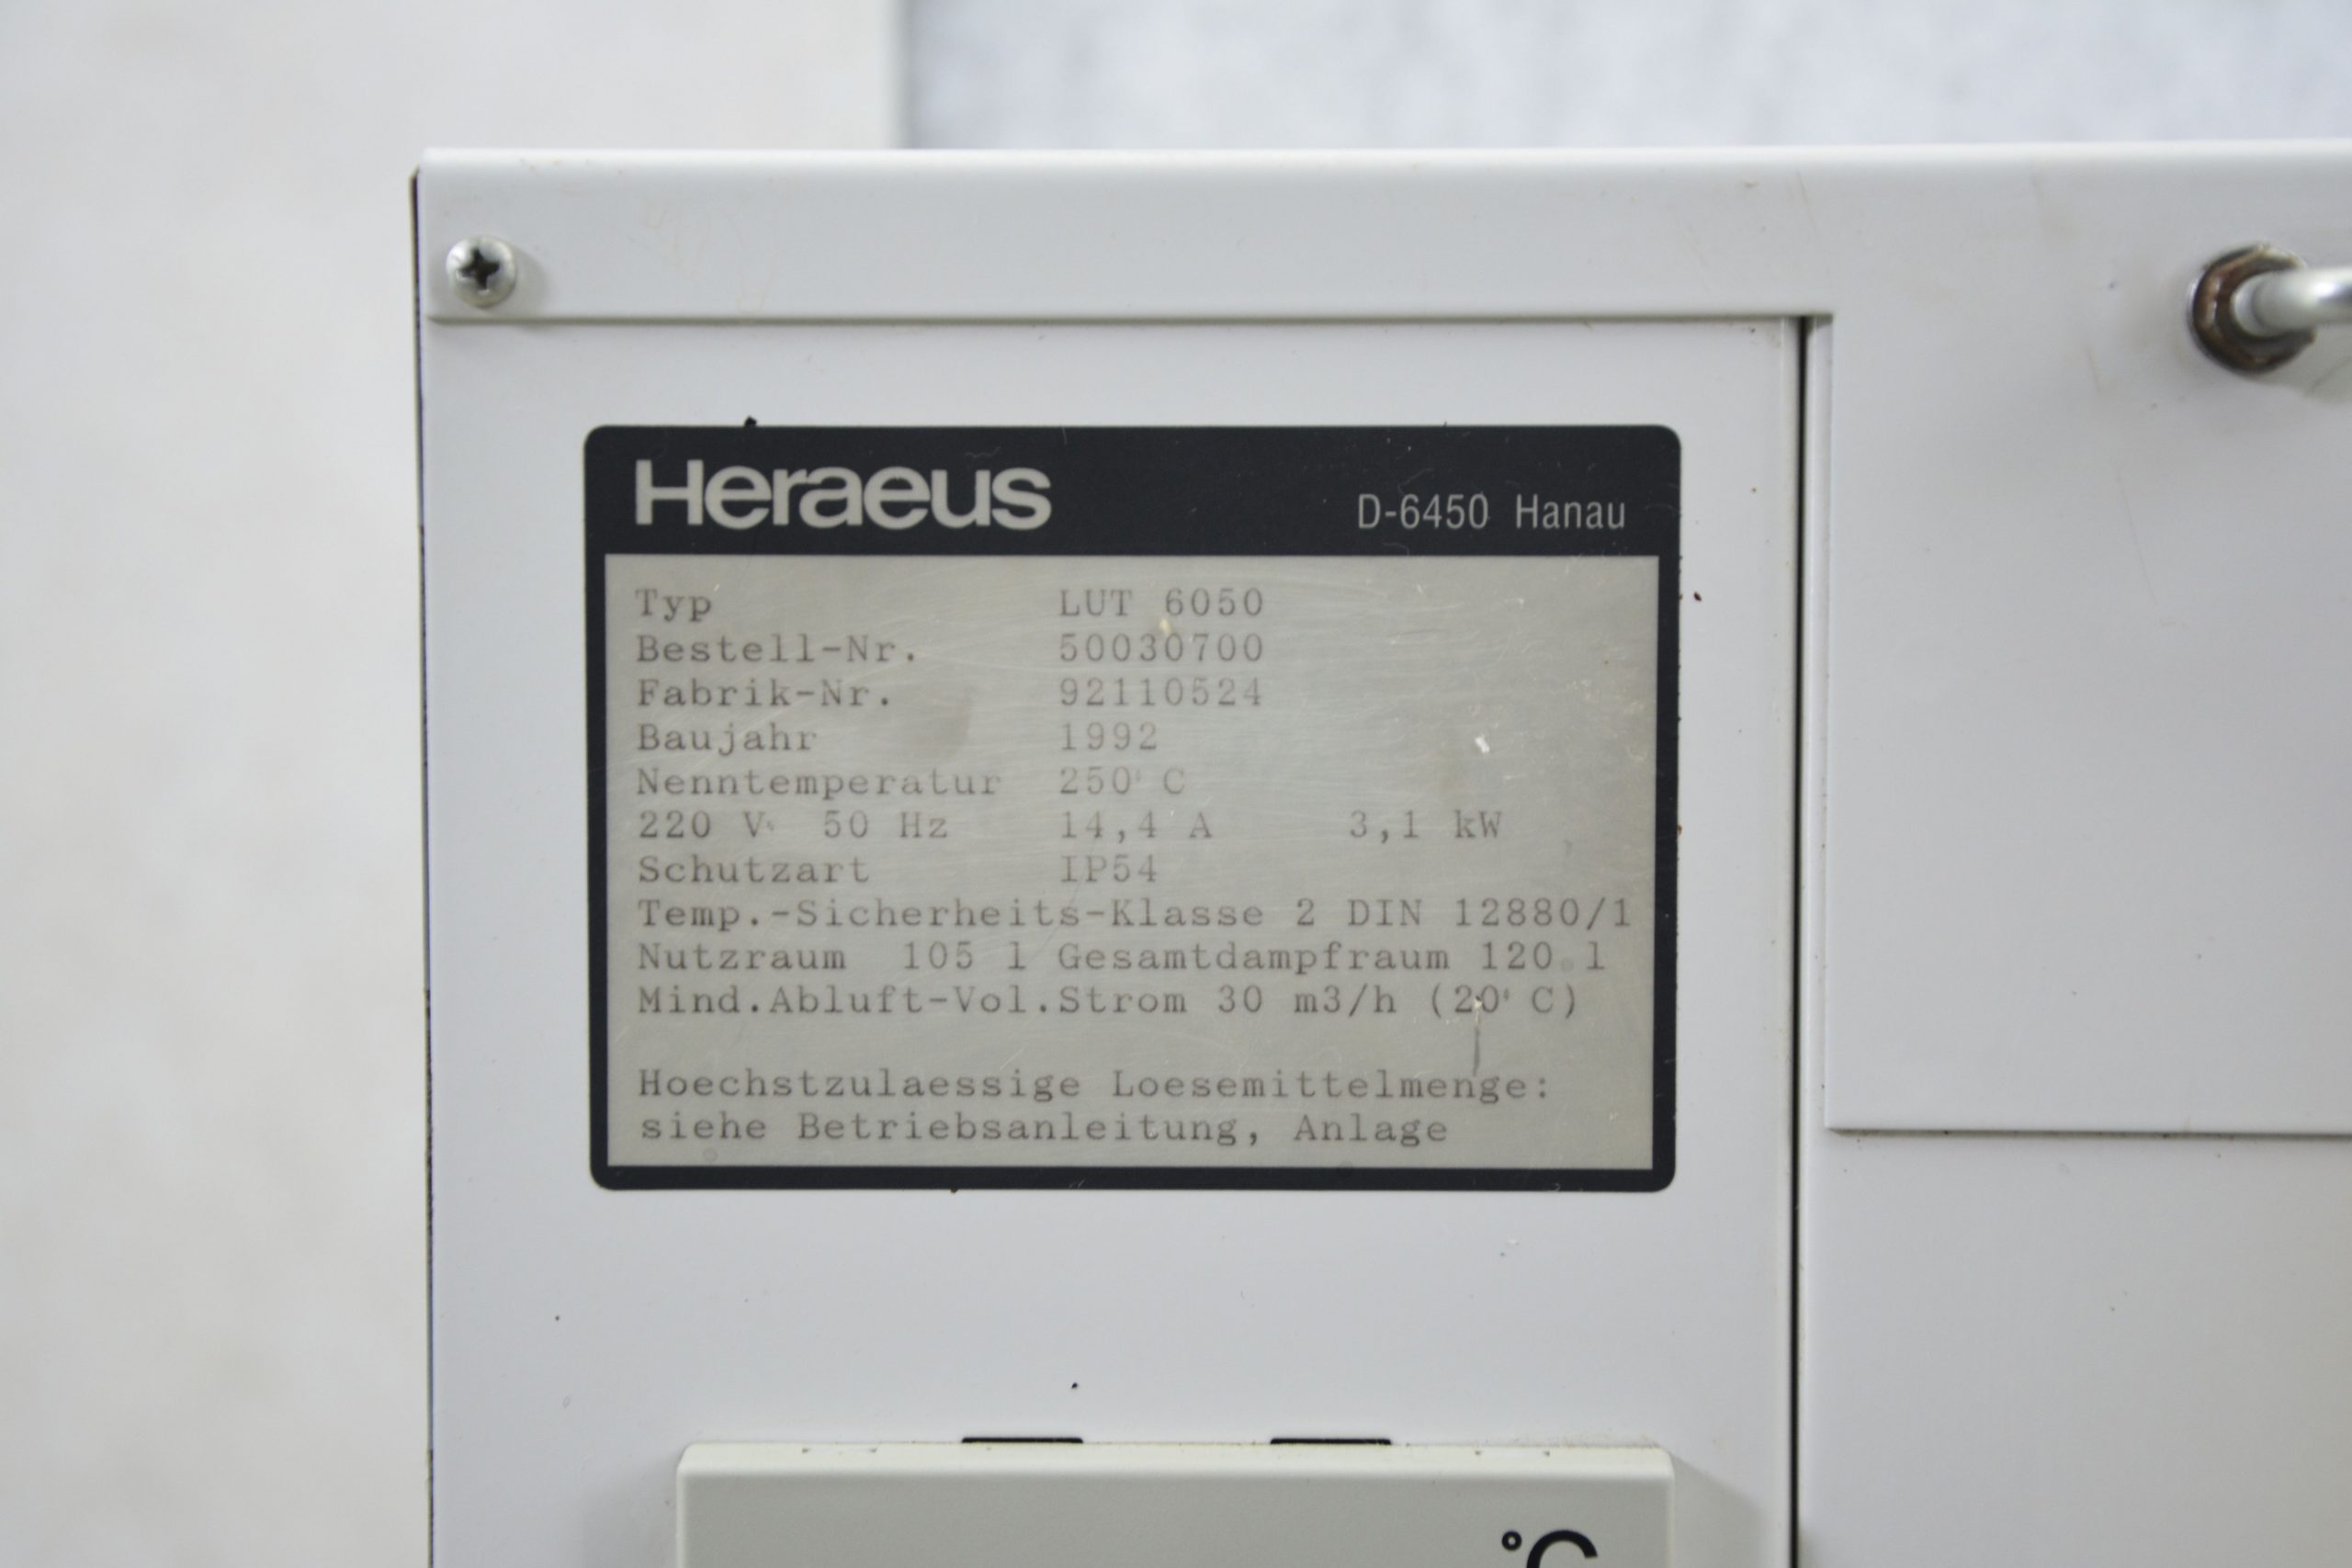 Heraeus D-6450 Hanau
Typ LUT 6050
Bestell-Nr. 50030700
Fabrik-Nr. 92110524
Baujahr 1992
Nenntemperatur 250° C
220 V 50 Hz 14,4 A 3,1 kW
Schutzart IP54
Temp.-Sicherheits-Klasse 2 DIN 12880/1
Nutzraum 105 l Gesamtdampfraum 120 l
Mind.Abluft-Vol.Strom 30 m3/h (20° C)
Hoechstzulaessige Loesemittelmenge:
siehe Betriebsanleitung, Anlage
°C